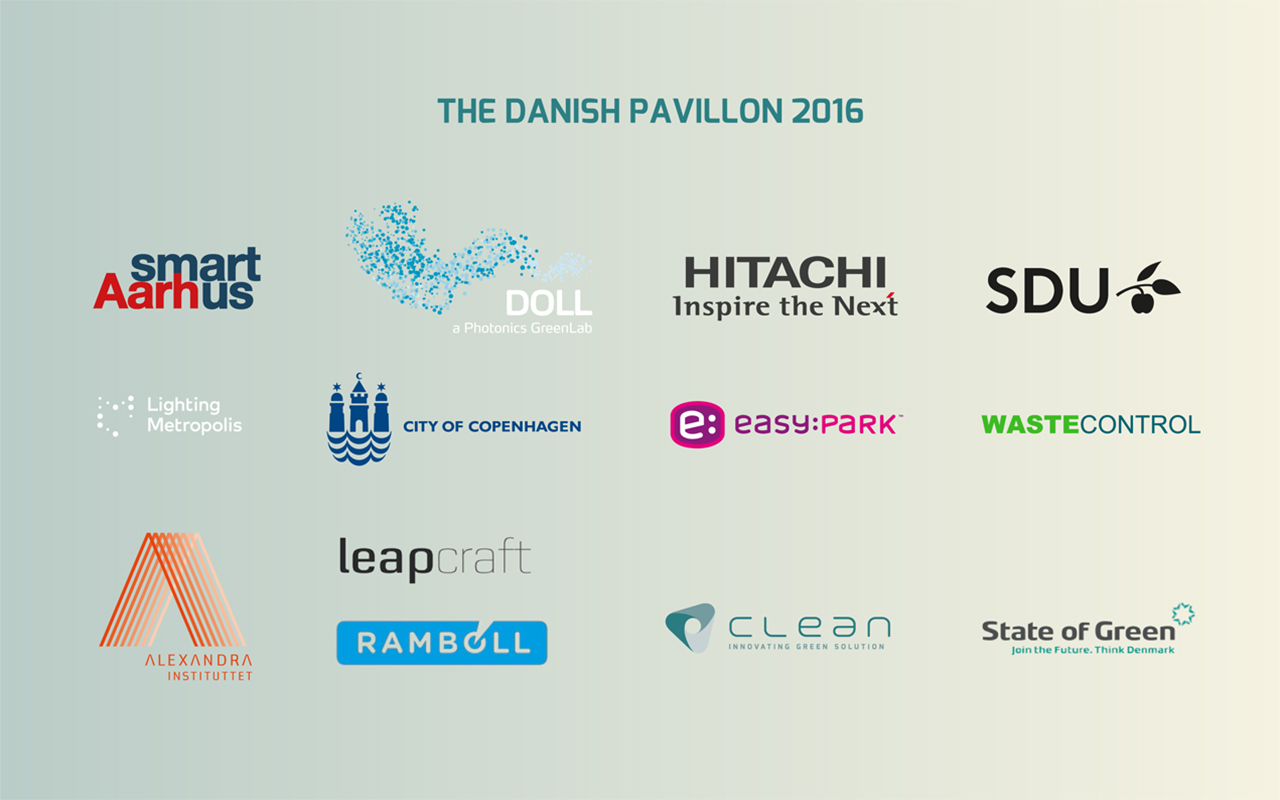 THE DANISH PAVILLON 2016
smart
Aarhus
DOLL
a Photonics GreenLab
HITACHI
Inspire the Next
SDU
Lighting
Metropolis
CITY OF COPENHAGEN
e: easy:PARK™
WASTECONTROL
ALEXANDRA
INSTITUTTET
leapcraft
RAMBOLL
CLEAN
INNOVATING GREEN SOLUTION
State of Green
Join the Future. Think Denmark